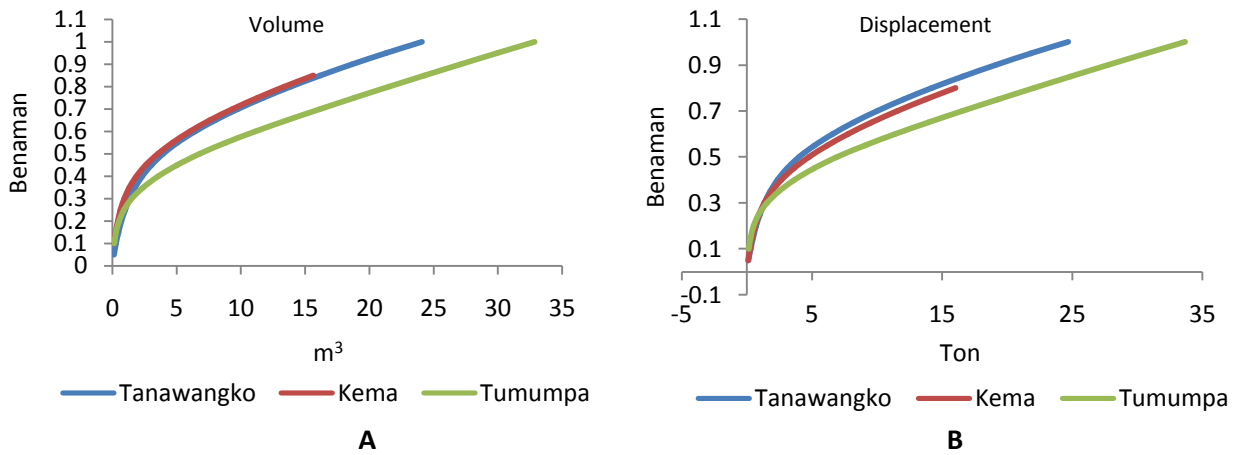 Volume
1.1
1
0.9
0.8
0.7
0.6
0.5
0.4
0.3
0.2
0.1
0
Benaman
0 5 10 15 20 25 30 35
m³
Tanawangko Kema Tumumpa
A
Displacement
1.1
0.9
0.7
0.5
0.3
0.1
-0.1
Benaman
-5 5 15 25 35
Ton
Tanawangko Kema Tumumpa
B